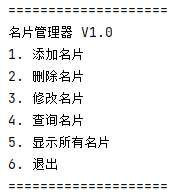 ====================
名片管理器 V1.0
1. 添加名片
2. 删除名片
3. 修改名片
4. 查询名片
5. 显示所有名片
6. 退出
====================